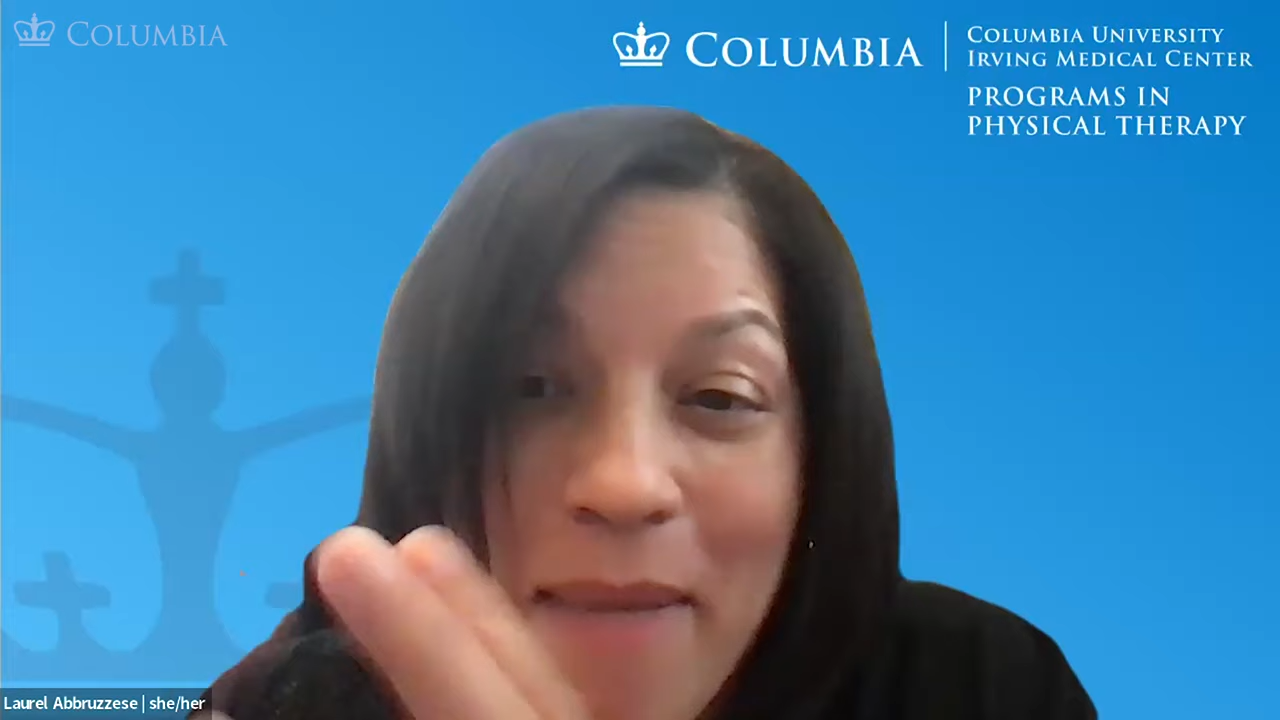 COLUMBIA
COLUMBIA
COLUMBIA UNIVERSITY
IRVING MEDICAL CENTER
PROGRAMS IN
PHYSICAL THERAPY
Laurel Abbruzzese | she/her